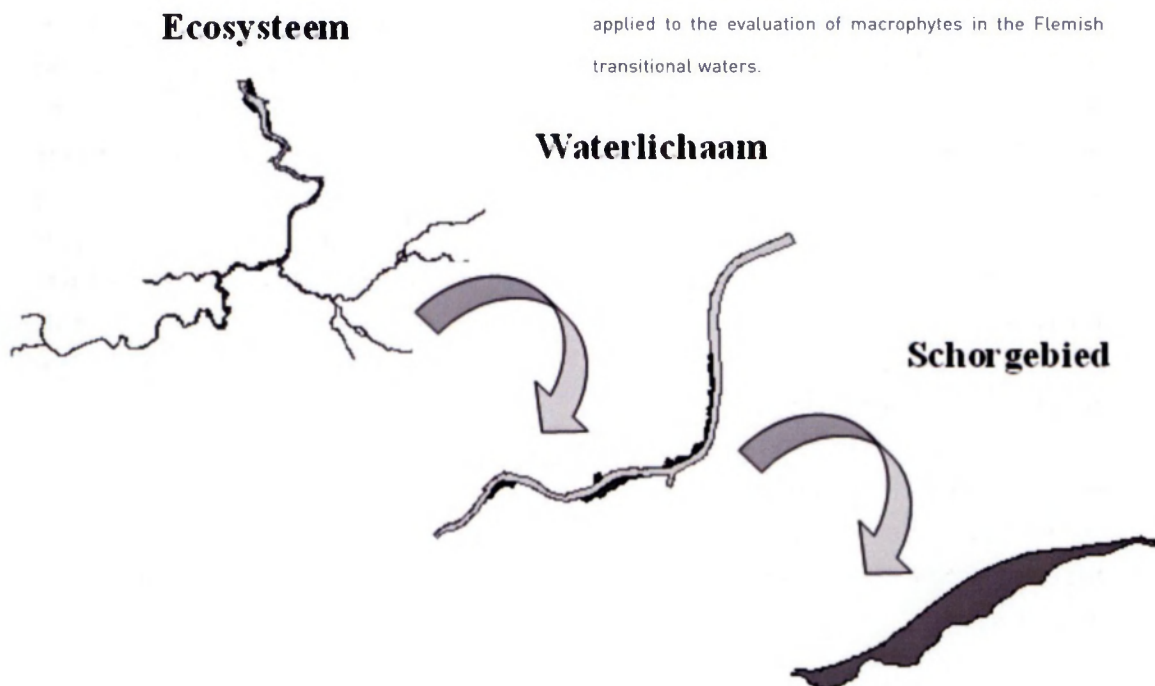 Ecosysteem
applied to the evaluation of macrophytes in the Flemish
transitional waters.
Waterlichaam
Schorgebied